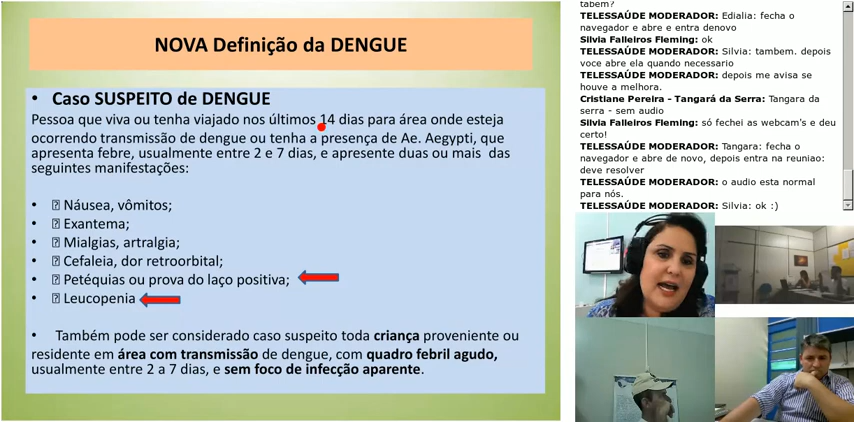 NOVA Definição da DENGUE
• Caso SUSPEITO de DENGUE
Pessoa que viva ou tenha viajado nos últimos 14 dias para área onde esteja
ocorrendo transmissão de dengue ou tenha a presença de Ae. Aegypti, que
apresenta febre, usualmente entre 2 e 7 dias, e apresente duas ou mais das
seguintes manifestações:
• Náusea, vômitos;
• Exantema;
• Mialgias, artralgia;
• Cefaleia, dor retroorbital;
• Petéquias ou prova do laço positiva;
• Leucopenia
• Também pode ser considerado caso suspeito toda criança proveniente ou
residente em área com transmissão de dengue, com quadro febril agudo,
usualmente entre 2 a 7 dias, e sem foco de infecção aparente.
tabem?
TELESSAÚDE MODERADOR: Edialia: fecha o
navegador e abre e entra denovo
Silvia Falleiros Fleming: ok
TELESSAÚDE MODERADOR: Silvia: tambem. depois
voce abre ela quando necessario
TELESSAÚDE MODERADOR: depois me avisa se
houve a melhora.
Cristiane Pereira - Tangará da Serra: Tangara da
serra - sem audio
Silvia Falleiros Fleming: só fechei as webcam's e deu
certo!
TELESSAÚDE MODERADOR: Tangara: fecha o
navegador e abre de novo, depois entra na reuniao:
deve resolver
TELESSAÚDE MODERADOR: o audio esta normal
para nós.
TELESSAÚDE MODERADOR: Silvia: ok :)